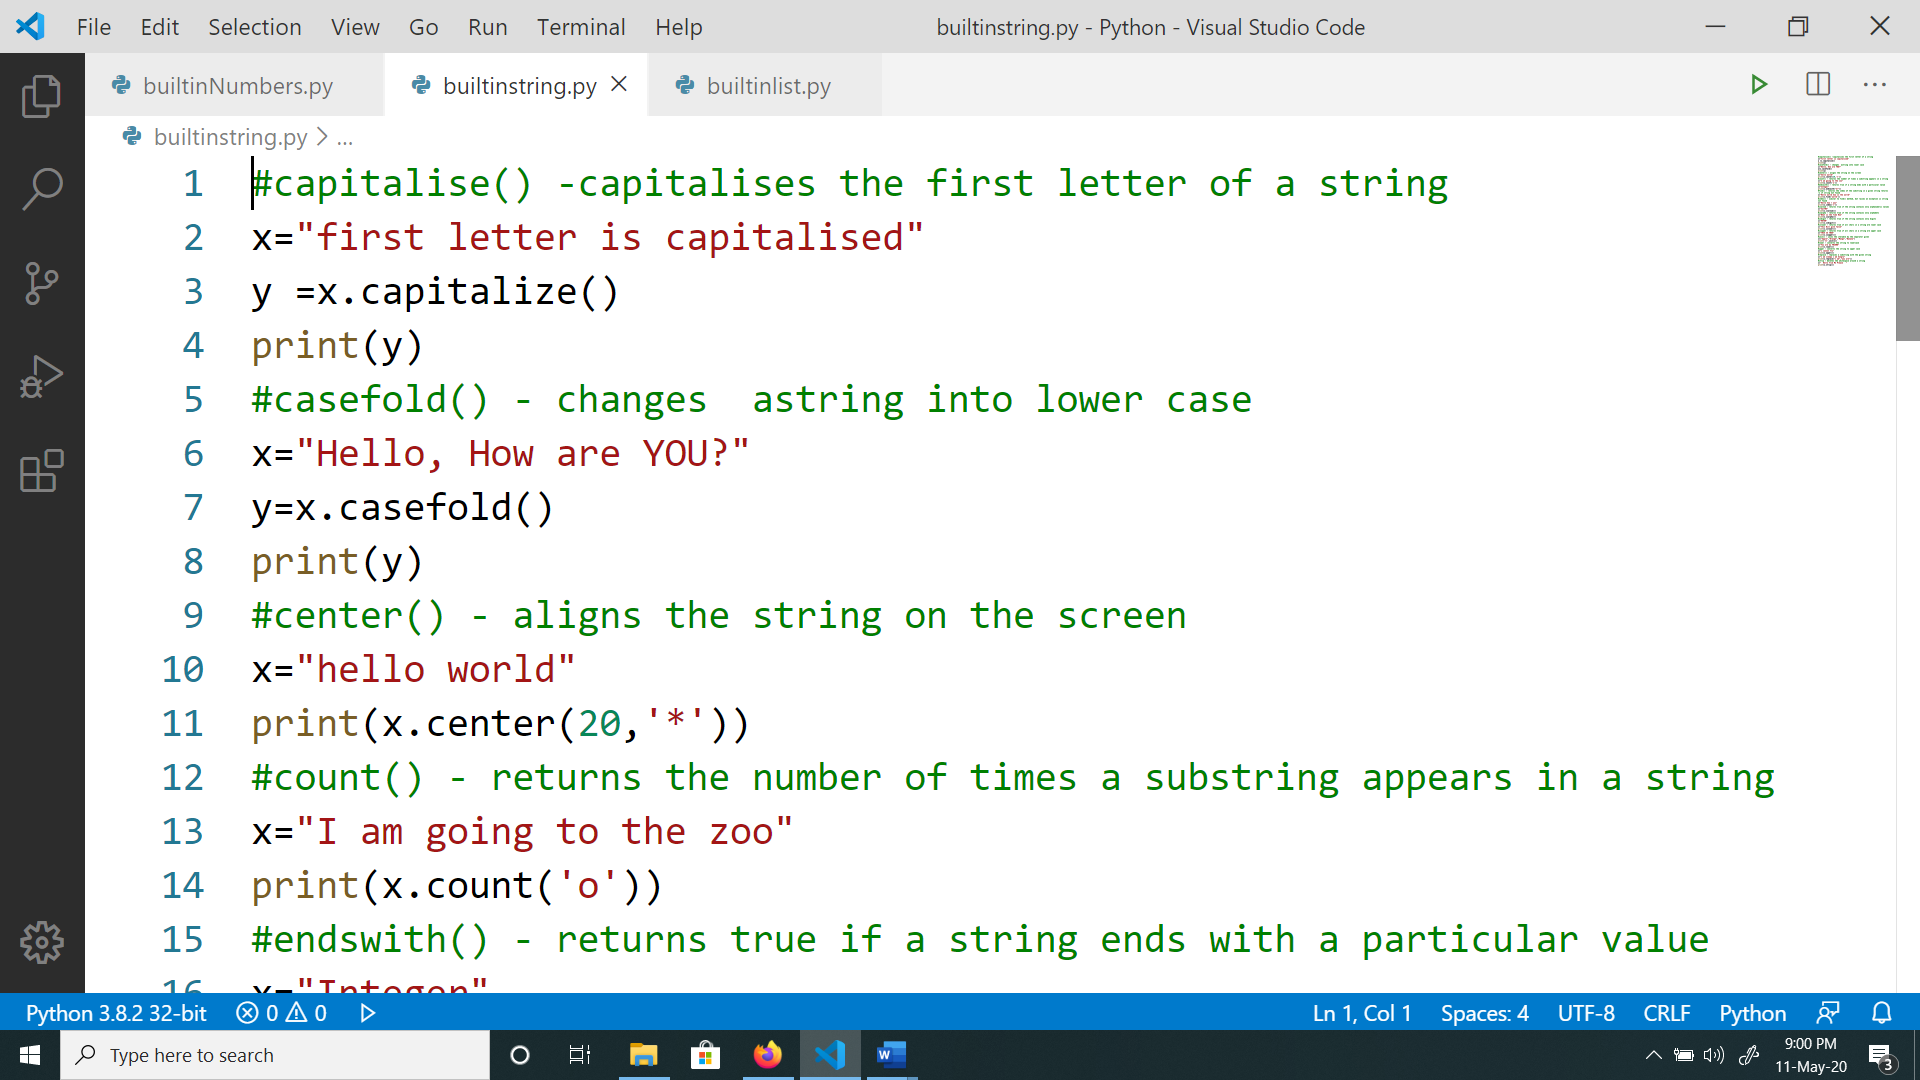 File Edit Selection View Go Run Terminal Help builtinstring.py - Python - Visual Studio Code
builtinNumbers.py builtinstring.py builtinlist.py
builtinstring.py > ...
1 #capitalise() -capitalises the first letter of a string
2 x="first letter is capitalised"
3 y =x.capitalize()
4 print(y)
5 #casefold() - changes  astring into lower case
6 x="Hello, How are YOU?"
7 y=x.casefold()
8 print(y)
9 #center() - aligns the string on the screen
10 x="hello world"
11 print(x.center(20,'*'))
12 #count() - returns the number of times a substring appears in a string
13 x="I am going to the zoo"
14 print(x.count('o'))
15 #endswith() - returns true if a string ends with a particular value
16 x="Integer"
Python 3.8.2 32-bit 0 0 Ln 1, Col 1 Spaces: 4 UTF-8 CRLF Python
Type here to search
9:00 PM
11-May-20
3